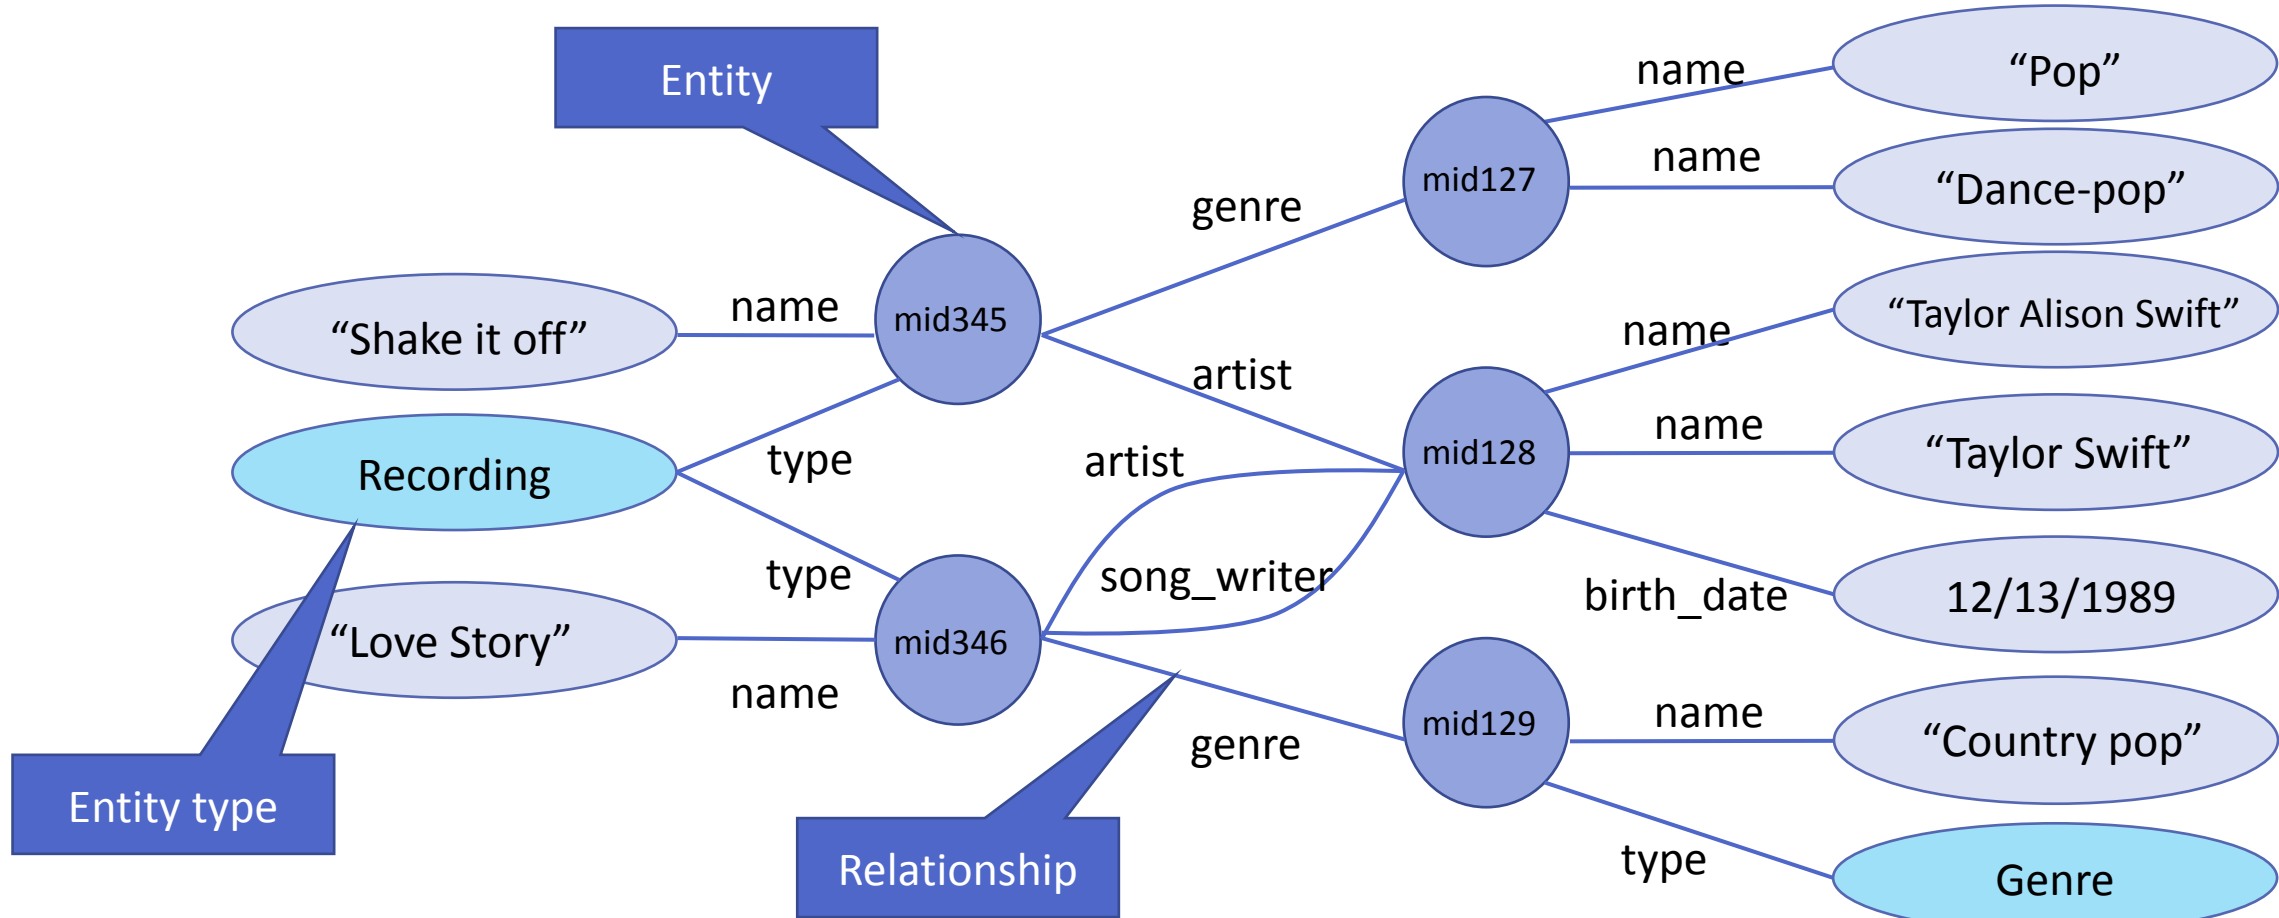 Entity
name
“Pop”
name
“Dance-pop”
mid127
genre
“Shake it off”
name
mid345
name
“Taylor Alison Swift”
artist
Recording
type
artist
mid128
name
“Taylor Swift”
type
song_writer
birth_date
12/13/1989
“Love Story”
name
mid346
genre
mid129
name
“Country pop”
Entity type
Relationship
type
Genre